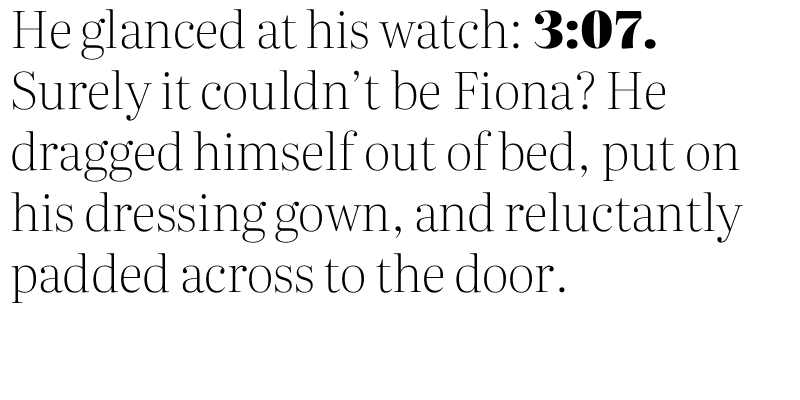 He glanced at his watch: 3:07.
Surely it couldn’t be Fiona? He
dragged himself out of bed, put on
his dressing gown, and reluctantly
padded across to the door.